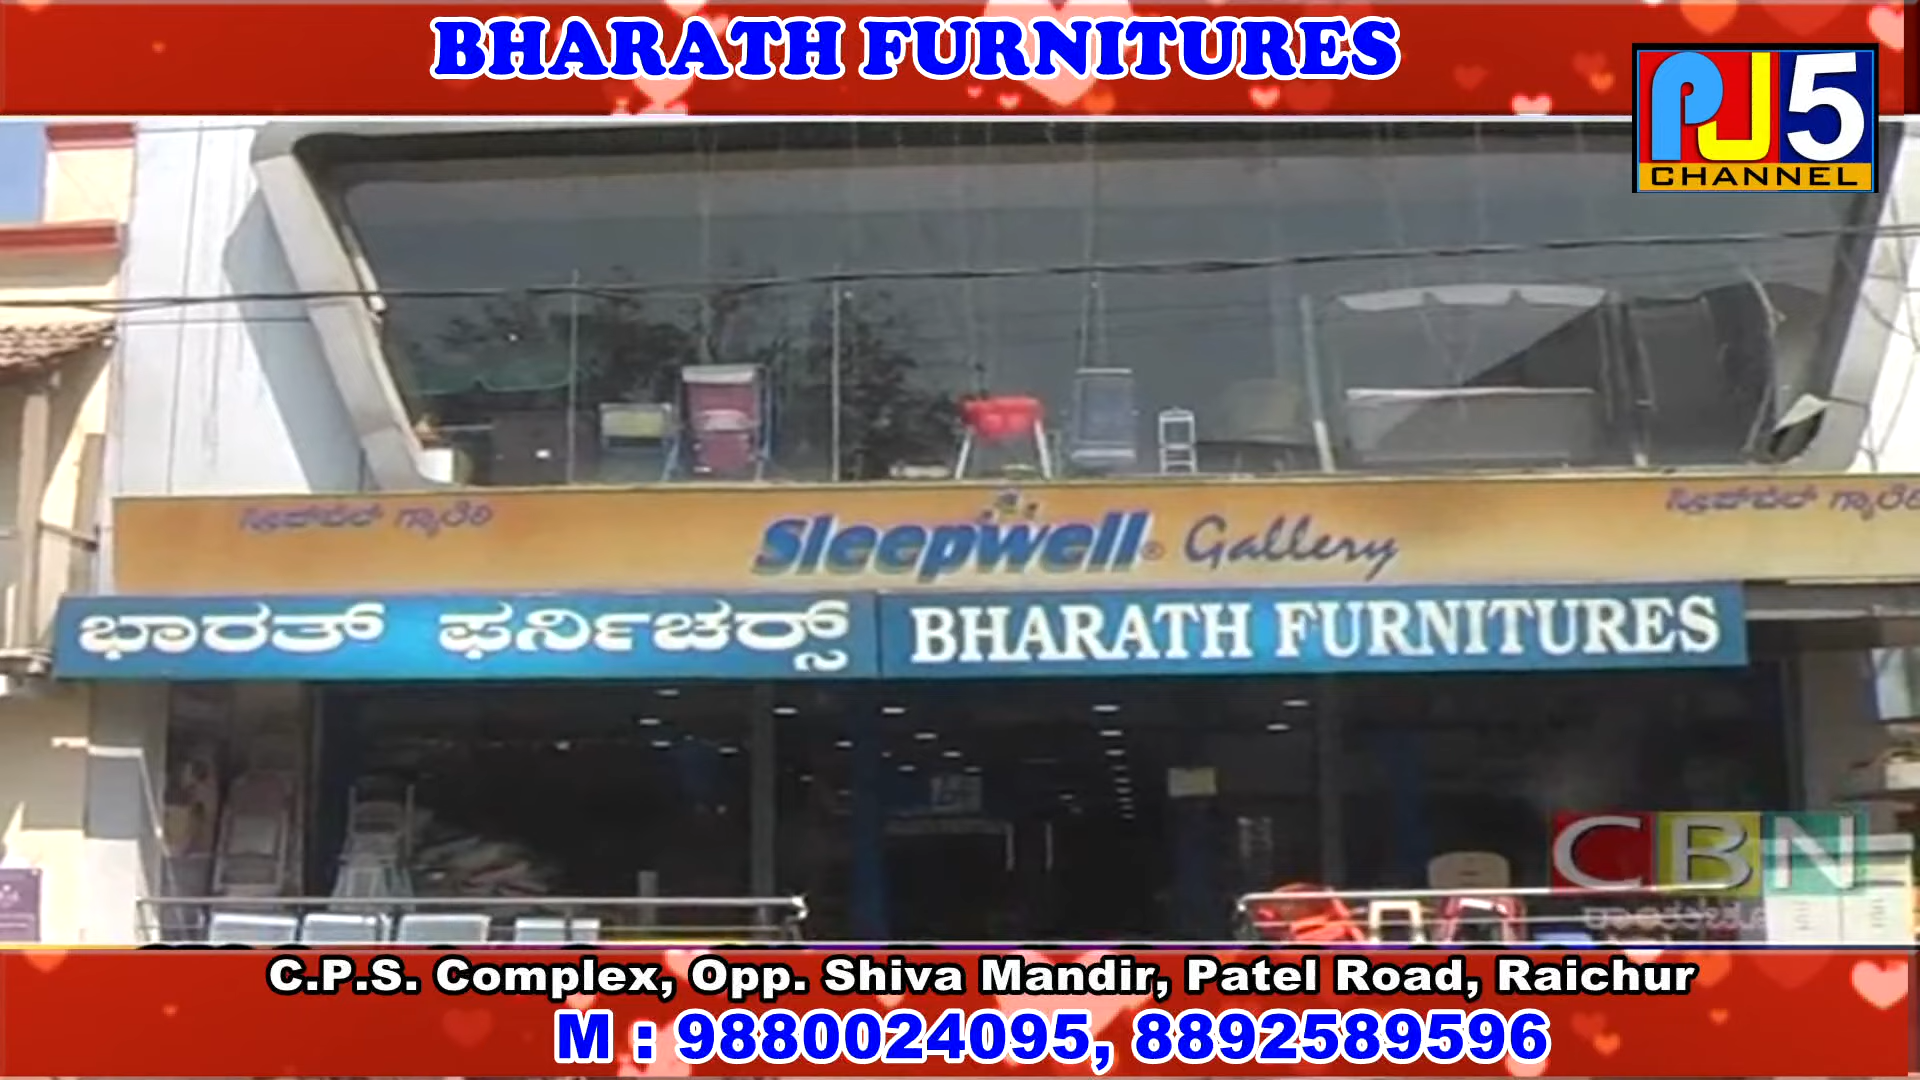 BHARATH FURNITURES
PJ5
CHANNEL
ಸ್ಲೀಪ್‌ವೆಲ್ ಗ್ಯಾಲೆರಿ
Sleepwell® Gallery
ಸ್ಲೀಪ್‌ವೆಲ್ ಗ್ಯಾಲೆರಿ
ಭಾರತ್ ಫರ್ನಿಚರ್ಸ್ BHARATH FURNITURES
CBN
C.P.S. Complex, Opp. Shiva Mandir, Patel Road, Raichur
M : 9880024095, 8892589596